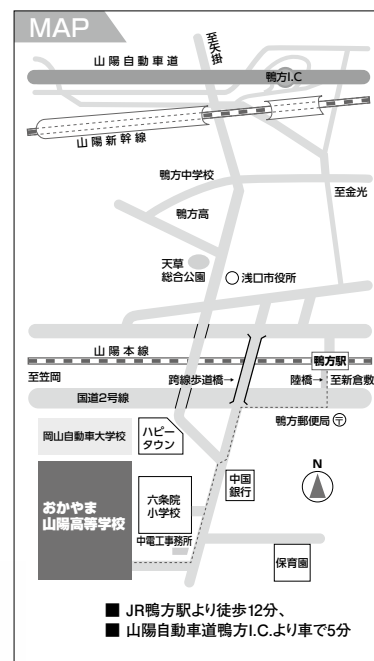 MAP
至矢掛
山陽自動車道
鴨方I.C
山陽新幹線
鴨方中学校
至金光
鴨方高
天草
総合公園
浅口市役所
山陽本線
鴨方駅
至笠岡
跨線歩道橋→
陸橋→
至新倉敷
国道2号線
鴨方郵便局〒
岡山自動車大学校
ハピー
タウン
おかやま
山陽高等学校
六条院
小学校
中国
銀行
N
中電工事務所
保育園
■ JR鴨方駅より徒歩12分、
■ 山陽自動車道鴨方I.C.より車で5分